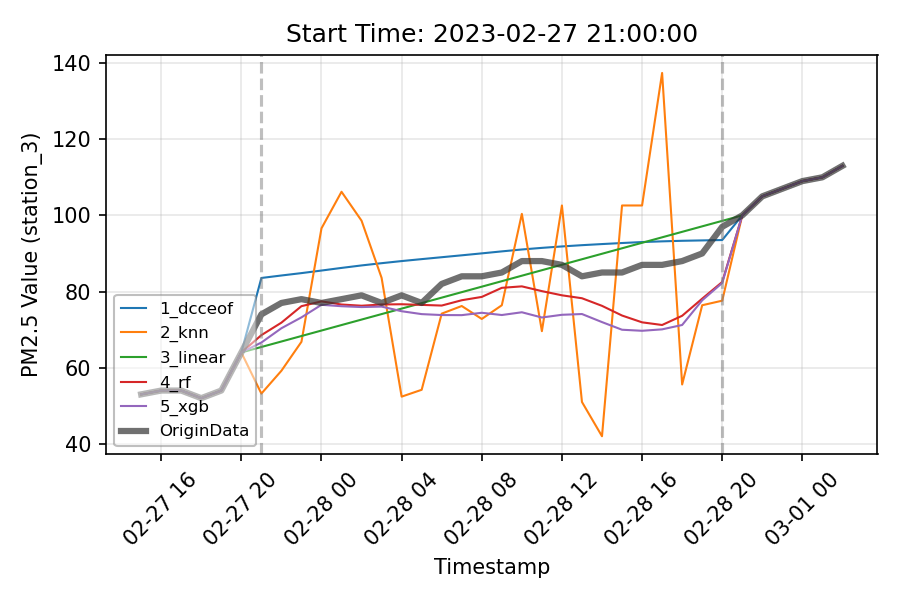 Start Time: 2023-02-27 21:00:00
PM2.5 Value (station_3)
140
120
100
80
60
40
1_dcceof
2_knn
3_linear
4_rf
5_xgb
OriginData
02-27 16
02-27 20
02-28 00
02-28 04
02-28 08
02-28 12
02-28 16
02-28 20
03-01 00
Timestamp